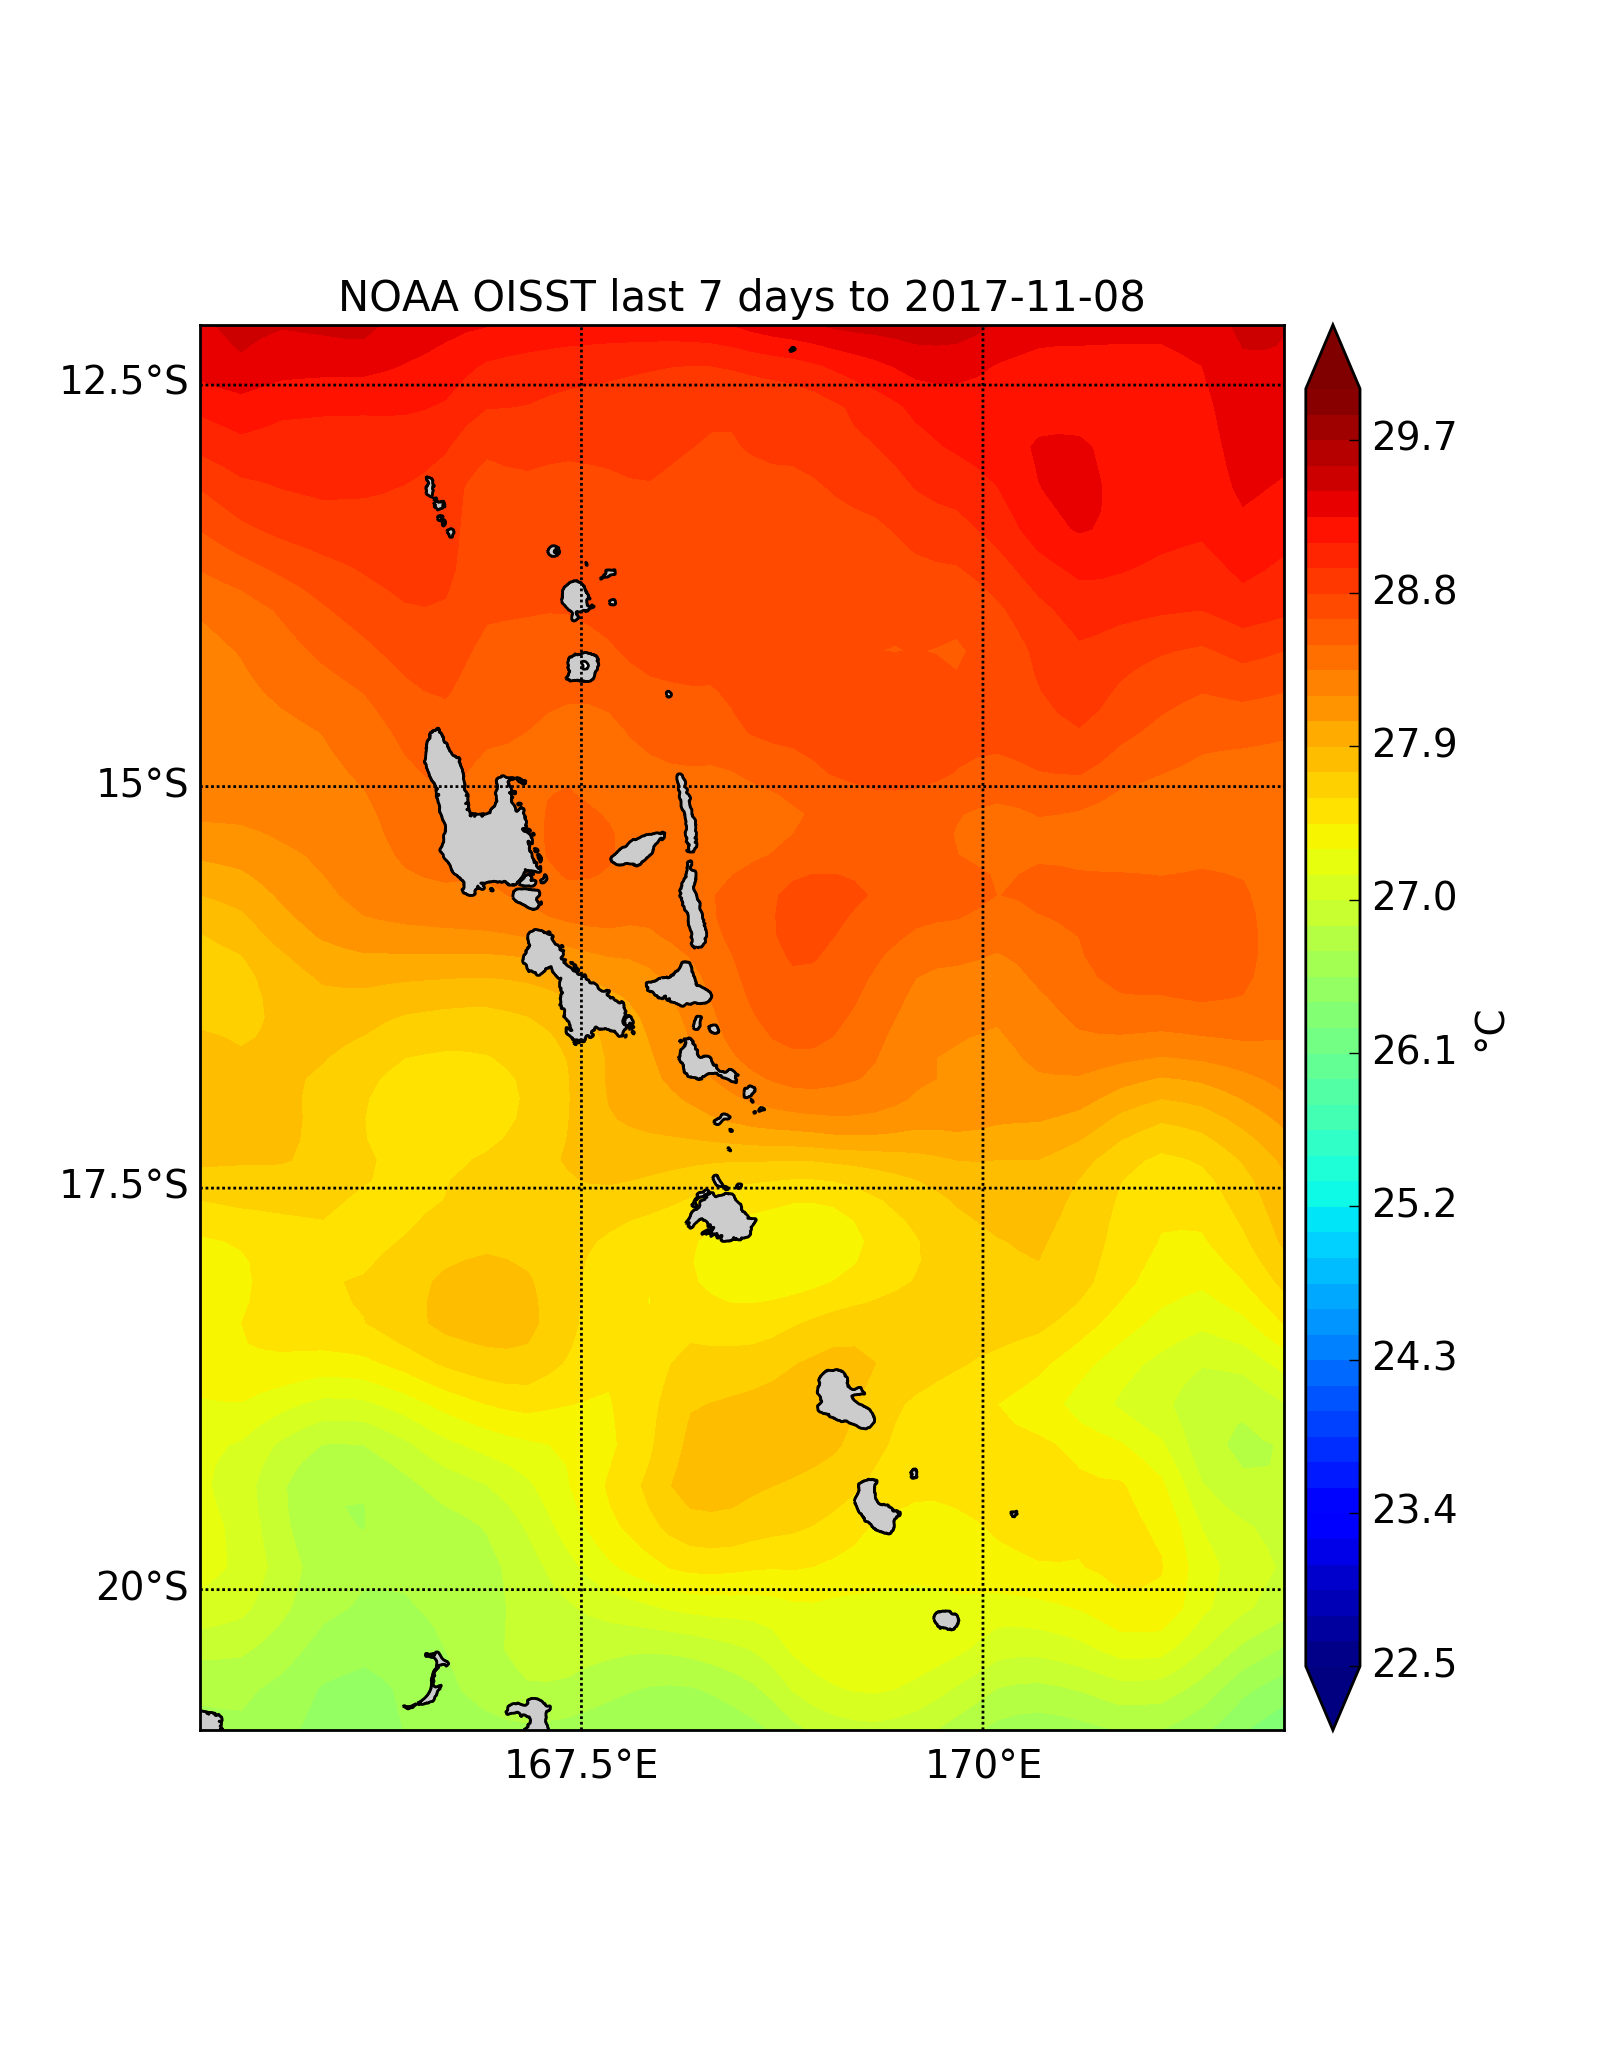 NOAA OISST last 7 days to 2017-11-08
12.5°S
15°S
17.5°S
20°S
167.5°E
170°E
29.7
28.8
27.9
27.0
26.1
25.2
24.3
23.4
22.5
°C